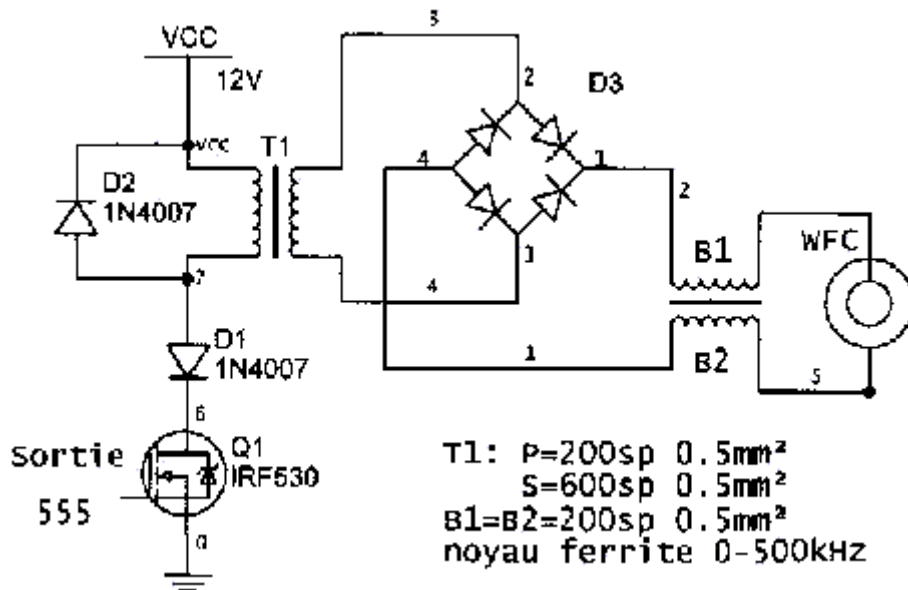 VCC
12V
VCC
T1
D2
1N4007
7
D1
1N4007
6
Sortie
555
Q1
IRF530
0
3
2
D3
4
1
2
3
4
1
B1
B2
WFC
5
T1: P=200sp 0.5mm²
S=600sp 0.5mm²
B1=B2=200sp 0.5mm²
noyau ferrite 0-500kHz